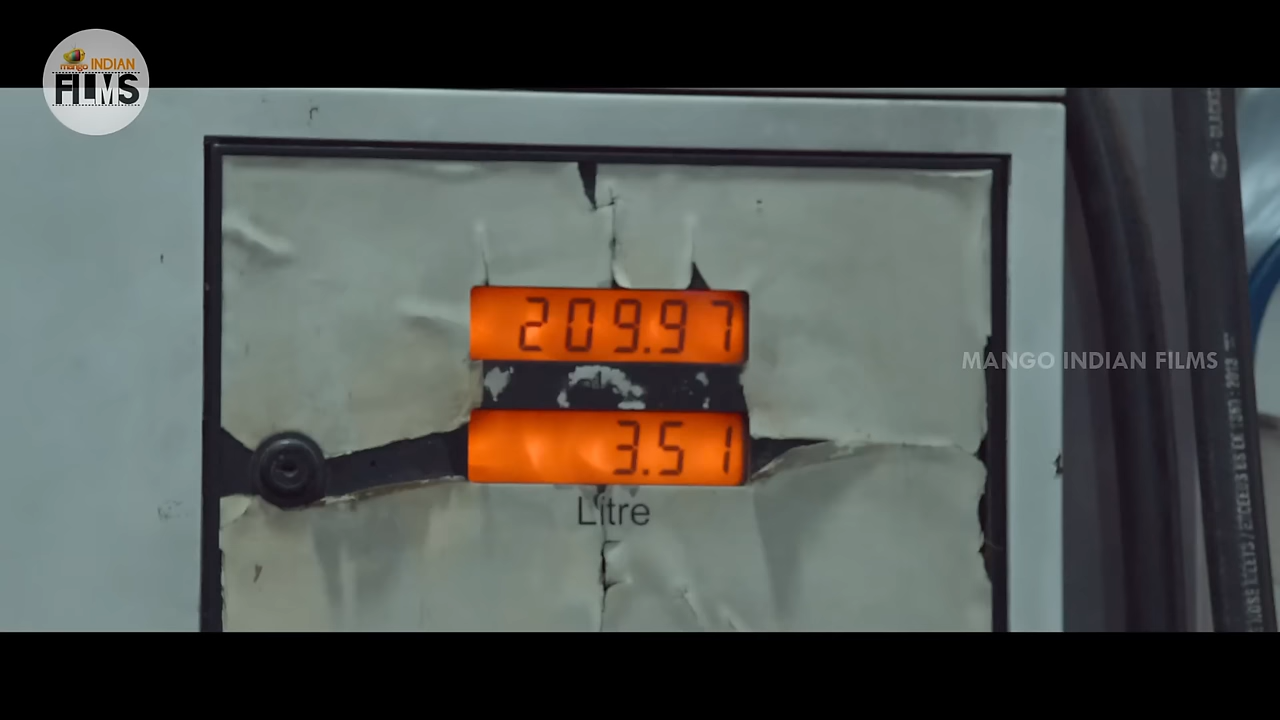 mango INDIAN
FILMS
209.97
MANGO INDIAN FILMS
3.51
Litre